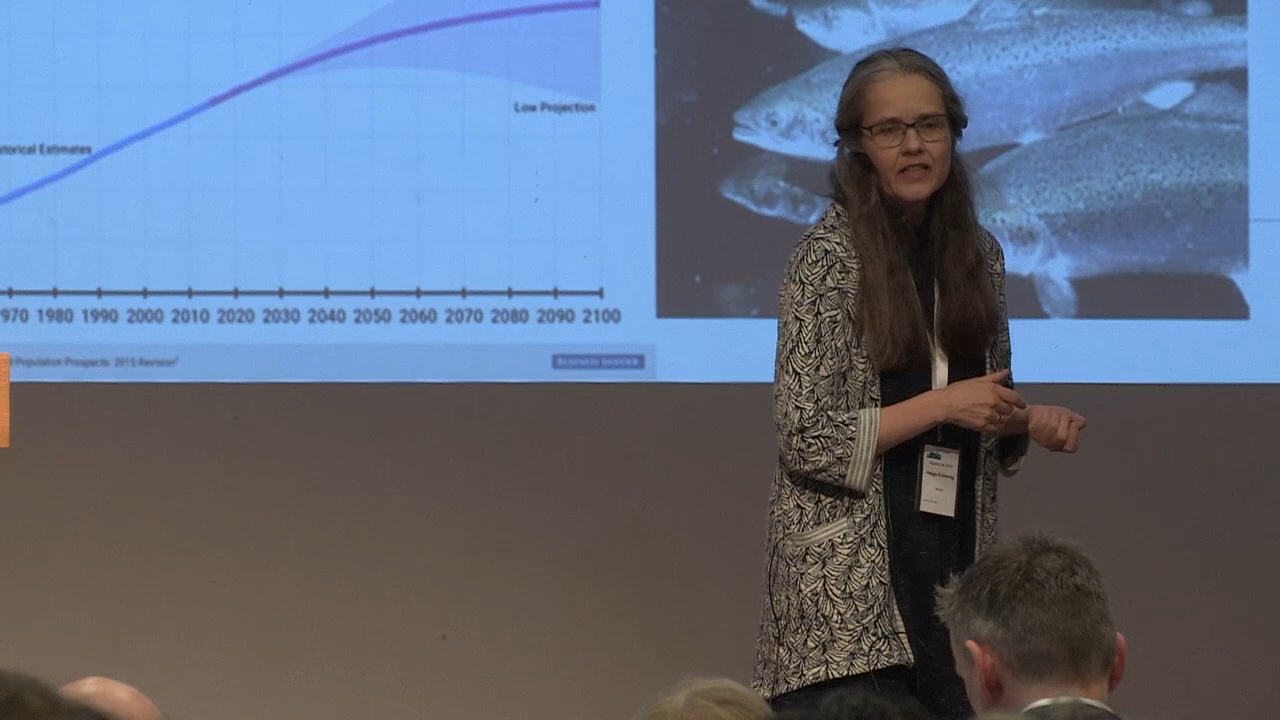 Low Projection
torical Estimates
970 1980 1990 2000 2010 2020 2030 2040 2050 2060 2070 2080 2090 2100
Population Prospects: 2015 Revision
BUSINESS INSIDER